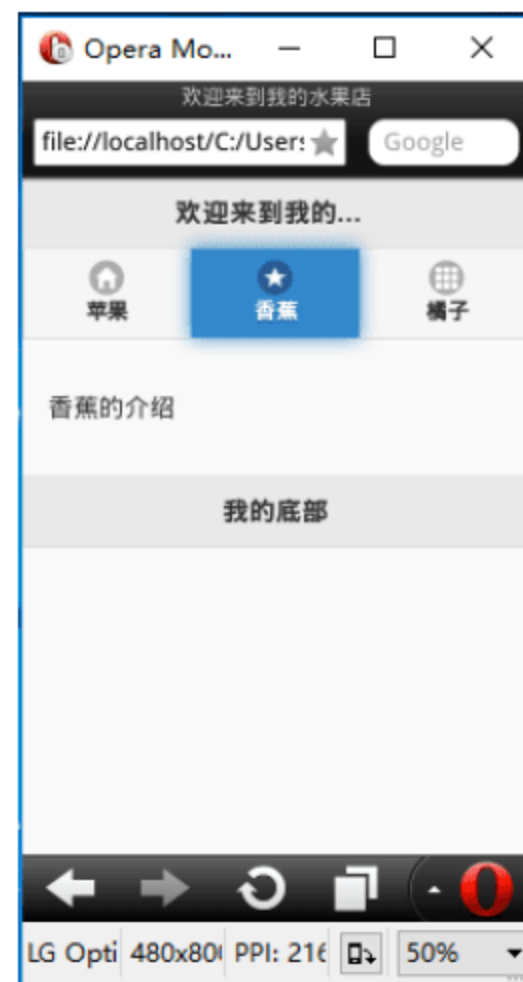 Opera Mo...
欢迎来到我的水果店
file://localhost/C:/Users
Google
欢迎来到我的...
苹果 香蕉 橘子
香蕉的介绍
我的底部
LG Opti 480x80 PPI: 216 50%